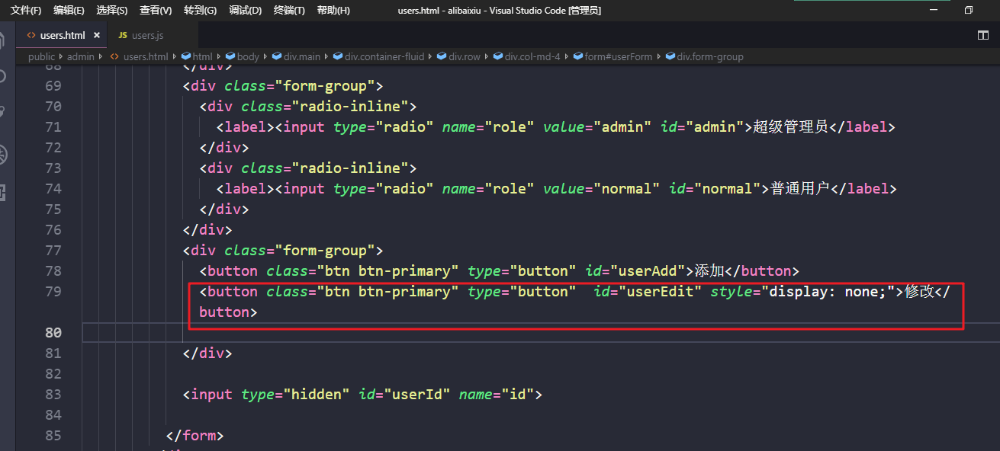 文件(F) 编辑(E) 选择(S) 查看(V) 转到(G) 调试(D) 终端(T) 帮助(H) users.html - alibaixiu - Visual Studio Code [管理员]
<> users.html × JS users.js
public › admin › <> users.html › html › body › div.main › div.container-fluid › div.row › div.col-md-4 › form#userForm › div.form-group
68 </div>
69 <div class="form-group">
70 <div class="radio-inline">
71 <label><input type="radio" name="role" value="admin" id="admin">超级管理员</label>
72 </div>
73 <div class="radio-inline">
74 <label><input type="radio" name="role" value="normal" id="normal">普通用户</label>
75 </div>
76 </div>
77 <div class="form-group">
78 <button class="btn btn-primary" type="button" id="userAdd">添加</button>
79 <button class="btn btn-primary" type="button"  id="userEdit" style="display: none;">修改</
button>
80
81 </div>
82
83 <input type="hidden" id="userId" name="id">
84
85 </form>